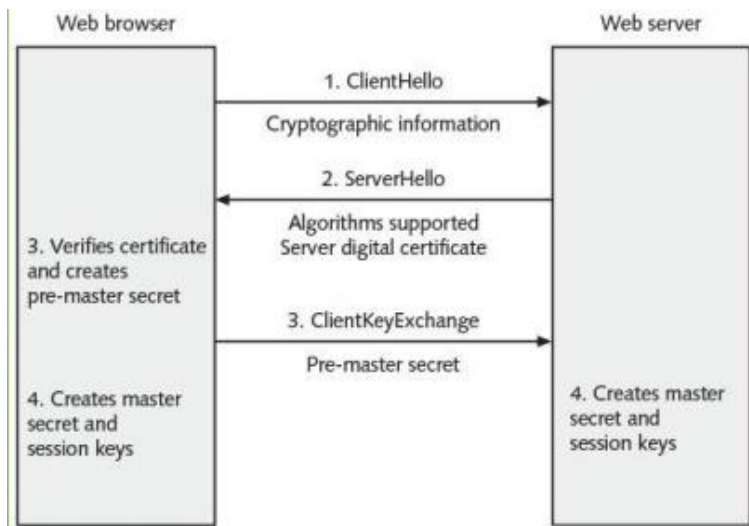 Web browser
Web server
1. ClientHello
Cryptographic information
2. ServerHello
Algorithms supported
Server digital certificate
3. Verifies certificate
and creates
pre-master secret
3. ClientKeyExchange
Pre-master secret
4. Creates master
secret and
session keys
4. Creates master
secret and
session keys